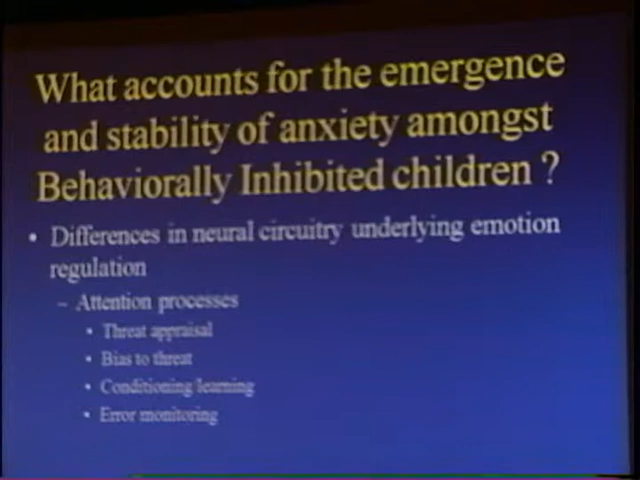 What accounts for the emergence
and stability of anxiety amongst
Behaviorally Inhibited children ?
• Differences in neural circuitry underlying emotion
regulation
– Attention processes
• Threat appraisal
• Bias to threat
• Conditioning/learning
• Error monitoring